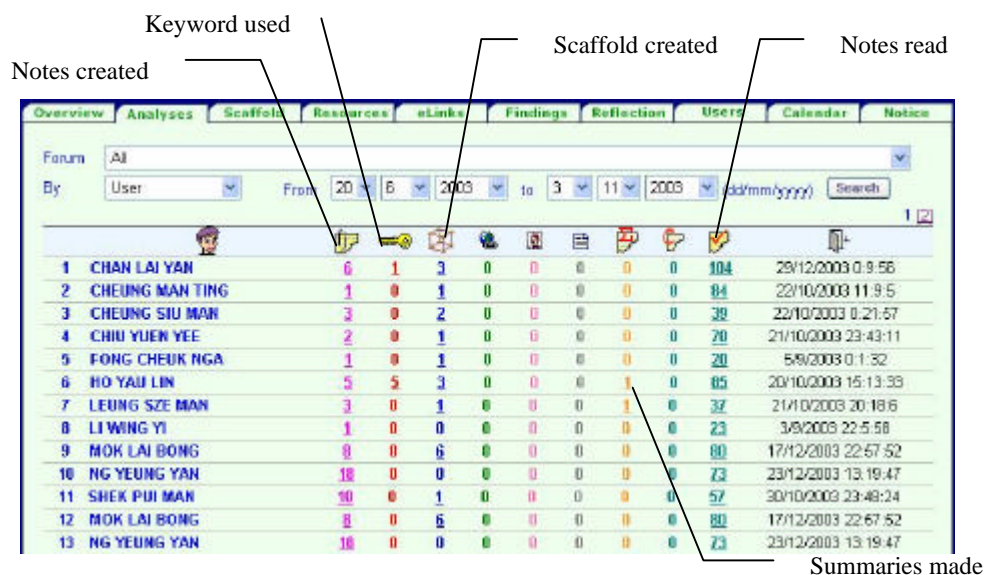 Keyword used
Scaffold created
Notes read
Notes created
Overview Analyses Scaffold Resources eLinks Findings Reflection Users Calendar Notice
Forum All
By User From 20 6 2003 to 3 11 2003 (dd/mm/yyyy) Search
1 [2]
1 CHAN LAI YAN 6 1 3 0 0 0 0 0 104 29/12/2003 0:9:56
2 CHEUNG MAN TING 1 0 1 0 0 0 0 0 84 22/10/2003 11:9:5
3 CHEUNG SIU MAN 3 0 2 0 0 0 0 0 39 22/10/2003 0:21:57
4 CHIU YUEN YEE 2 0 1 0 0 0 0 0 70 21/10/2003 23:43:11
5 FONG CHEUK NGA 1 0 1 0 0 0 0 0 20 5/9/2003 0:1:32
6 HO YAU LIN 5 5 3 0 0 0 1 0 85 20/10/2003 15:13:33
7 LEUNG SZE MAN 3 0 1 0 0 0 1 0 37 21/10/2003 20:18:6
8 LI WING YI 1 0 0 0 0 0 0 0 23 3/9/2003 22:5:58
9 MOK LAI BONG 8 0 6 0 0 0 0 0 80 17/12/2003 22:57:52
10 NG YEUNG YAN 18 0 0 0 0 0 0 0 73 23/12/2003 13:19:47
11 SHEK PUI MAN 10 0 1 0 0 0 0 0 57 30/10/2003 23:49:24
12 MOK LAI BONG 8 0 6 0 0 0 0 0 80 17/12/2003 22:57:52
13 NG YEUNG YAN 18 0 0 0 0 0 0 0 73 23/12/2003 13:19:47
Summaries made